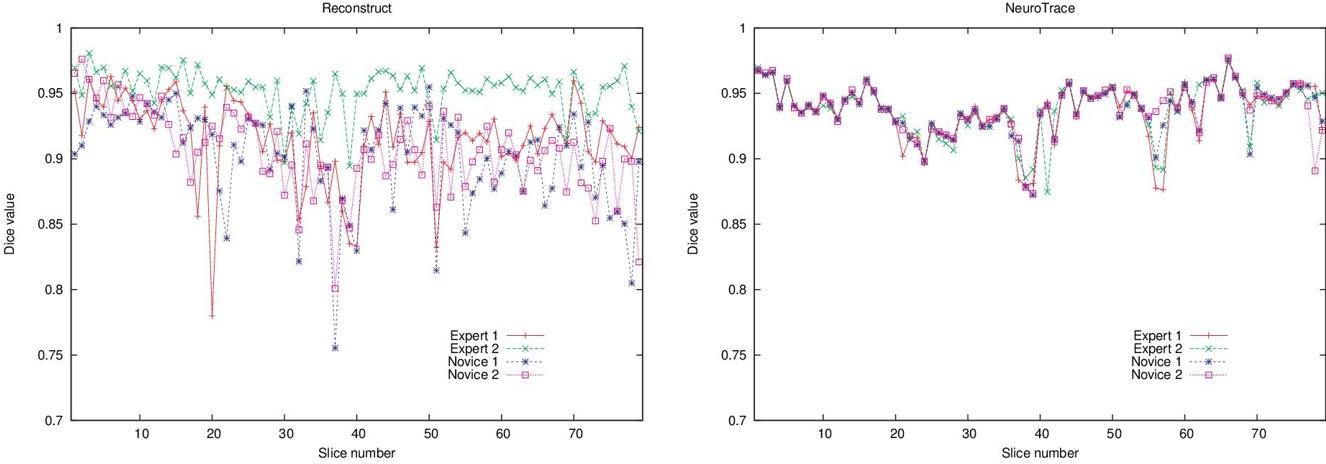 Reconstruct
1
0.95
0.9
0.85
0.8
0.75
0.7
Dice value
Expert 1
Expert 2
Novice 1
Novice 2
10 20 30 40 50 60 70
Slice number
NeuroTrace
1
0.95
0.9
0.85
0.8
0.75
0.7
Dice value
Expert 1
Expert 2
Novice 1
Novice 2
10 20 30 40 50 60 70
Slice number